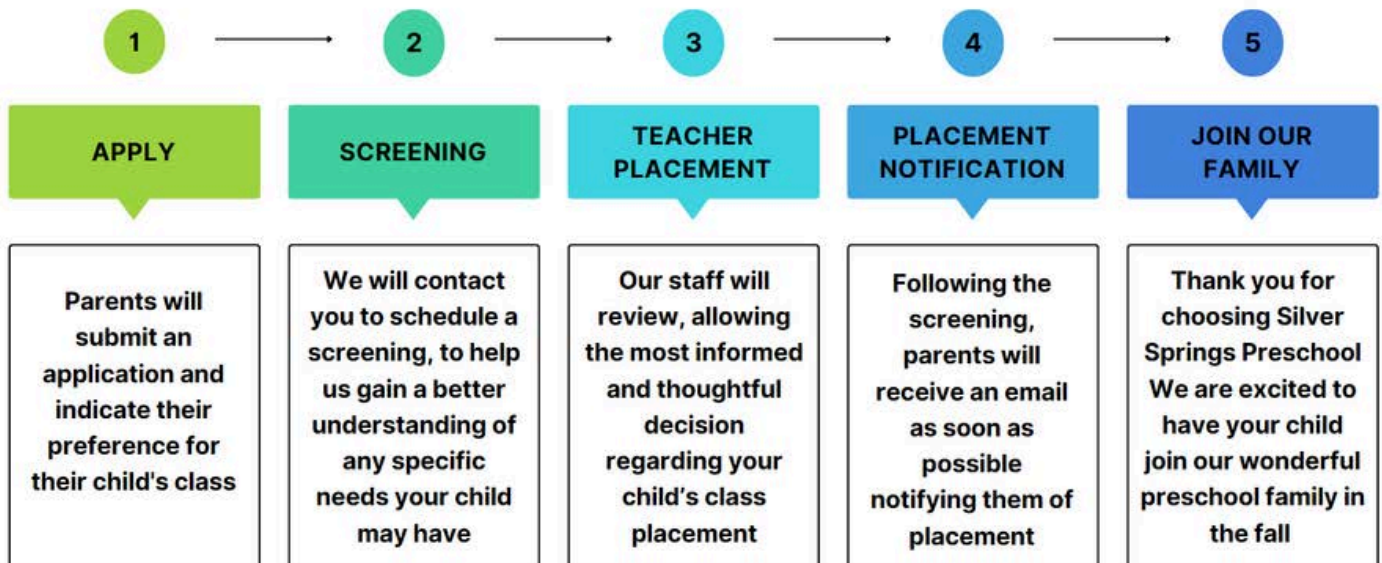 1
2
3
4
5
APPLY
SCREENING
TEACHER
PLACEMENT
PLACEMENT
NOTIFICATION
JOIN OUR
FAMILY
Parents will
submit an
application and
indicate their
preference for
their child's class
We will contact
you to schedule a
screening, to help
us gain a better
understanding of
any specific
needs your child
may have
Our staff will
review, allowing
the most informed
and thoughtful
decision
regarding your
child's class
placement
Following the
screening,
parents will
receive an email
as soon as
possible
notifying them of
placement
Thank you for
choosing Silver
Springs Preschool
We are excited to
have your child
join our wonderful
preschool family in
the fall